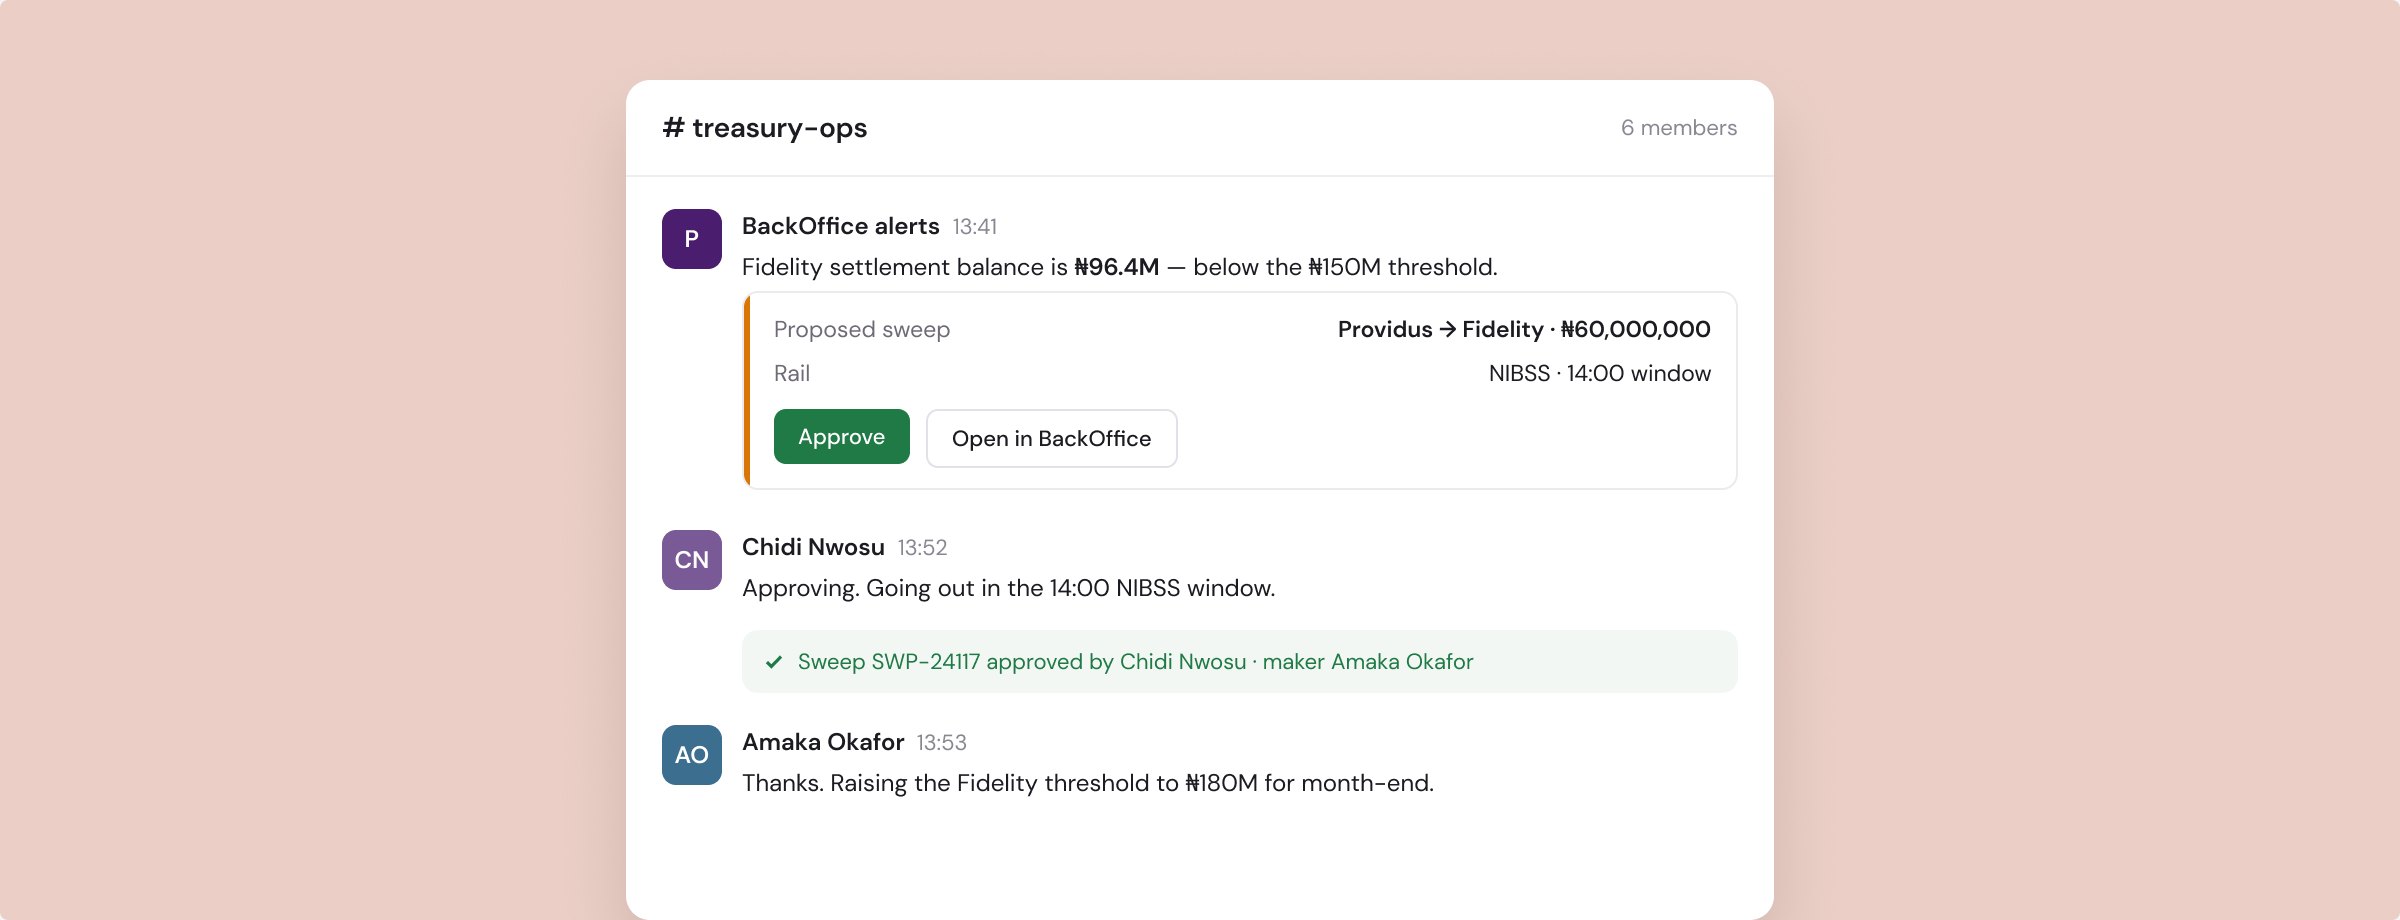 # treasury-ops
6 members
P
BackOffice alerts 13:41
Fidelity settlement balance is ₦96.4M — below the ₦150M threshold.
Proposed sweep
Providus → Fidelity · ₦60,000,000
Rail
NIBSS · 14:00 window
Approve
Open in BackOffice
CN
Chidi Nwosu 13:52
Approving. Going out in the 14:00 NIBSS window.
✓ Sweep SWP-24117 approved by Chidi Nwosu · maker Amaka Okafor
AO
Amaka Okafor 13:53
Thanks. Raising the Fidelity threshold to ₦180M for month-end.